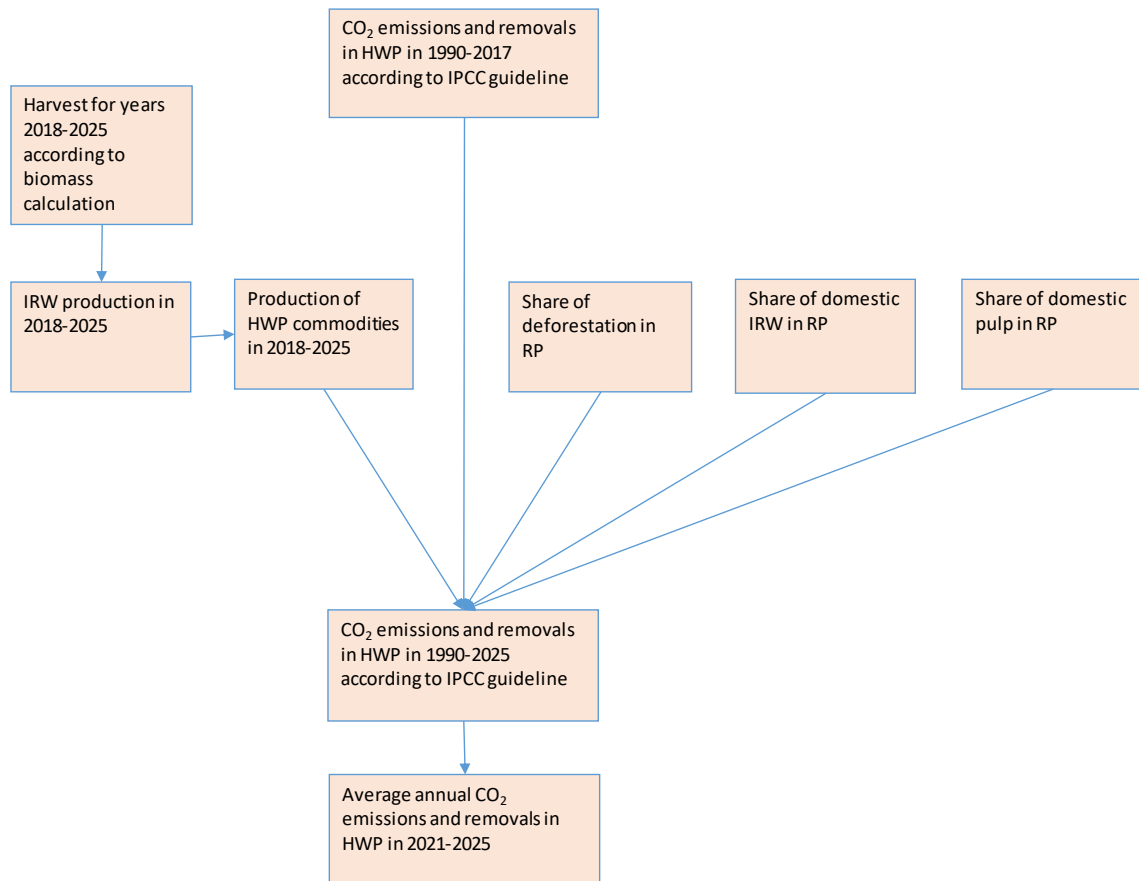 CO₂ emissions and removals
in HWP in 1990-2017
according to IPCC guideline
Harvest for years
2018-2025
according to
biomass
calculation
IRW production in
2018-2025
Production of
HWP commodities
in 2018-2025
Share of
deforestation in
RP
Share of domestic
IRW in RP
Share of domestic
pulp in RP
CO₂ emissions and removals
in HWP in 1990-2025
according to IPCC guideline
Average annual CO₂
emissions and removals in
HWP in 2021-2025